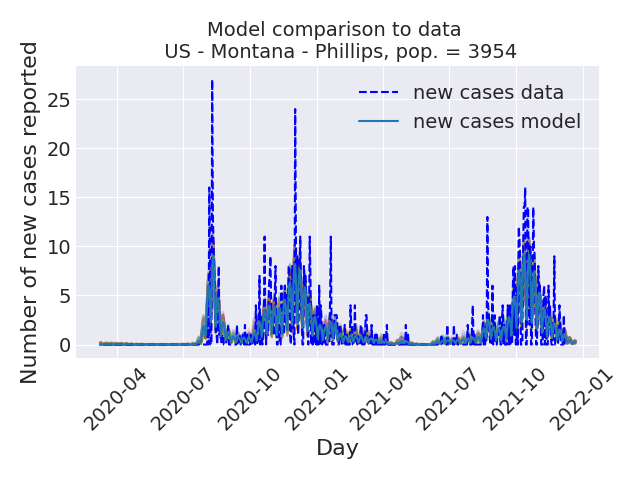 Model comparison to data
US - Montana - Phillips, pop. = 3954
Number of new cases reported
25
20
15
10
5
0
new cases data
new cases model
2020-04
2020-07
2020-10
2021-01
2021-04
2021-07
2021-10
2022-01
Day